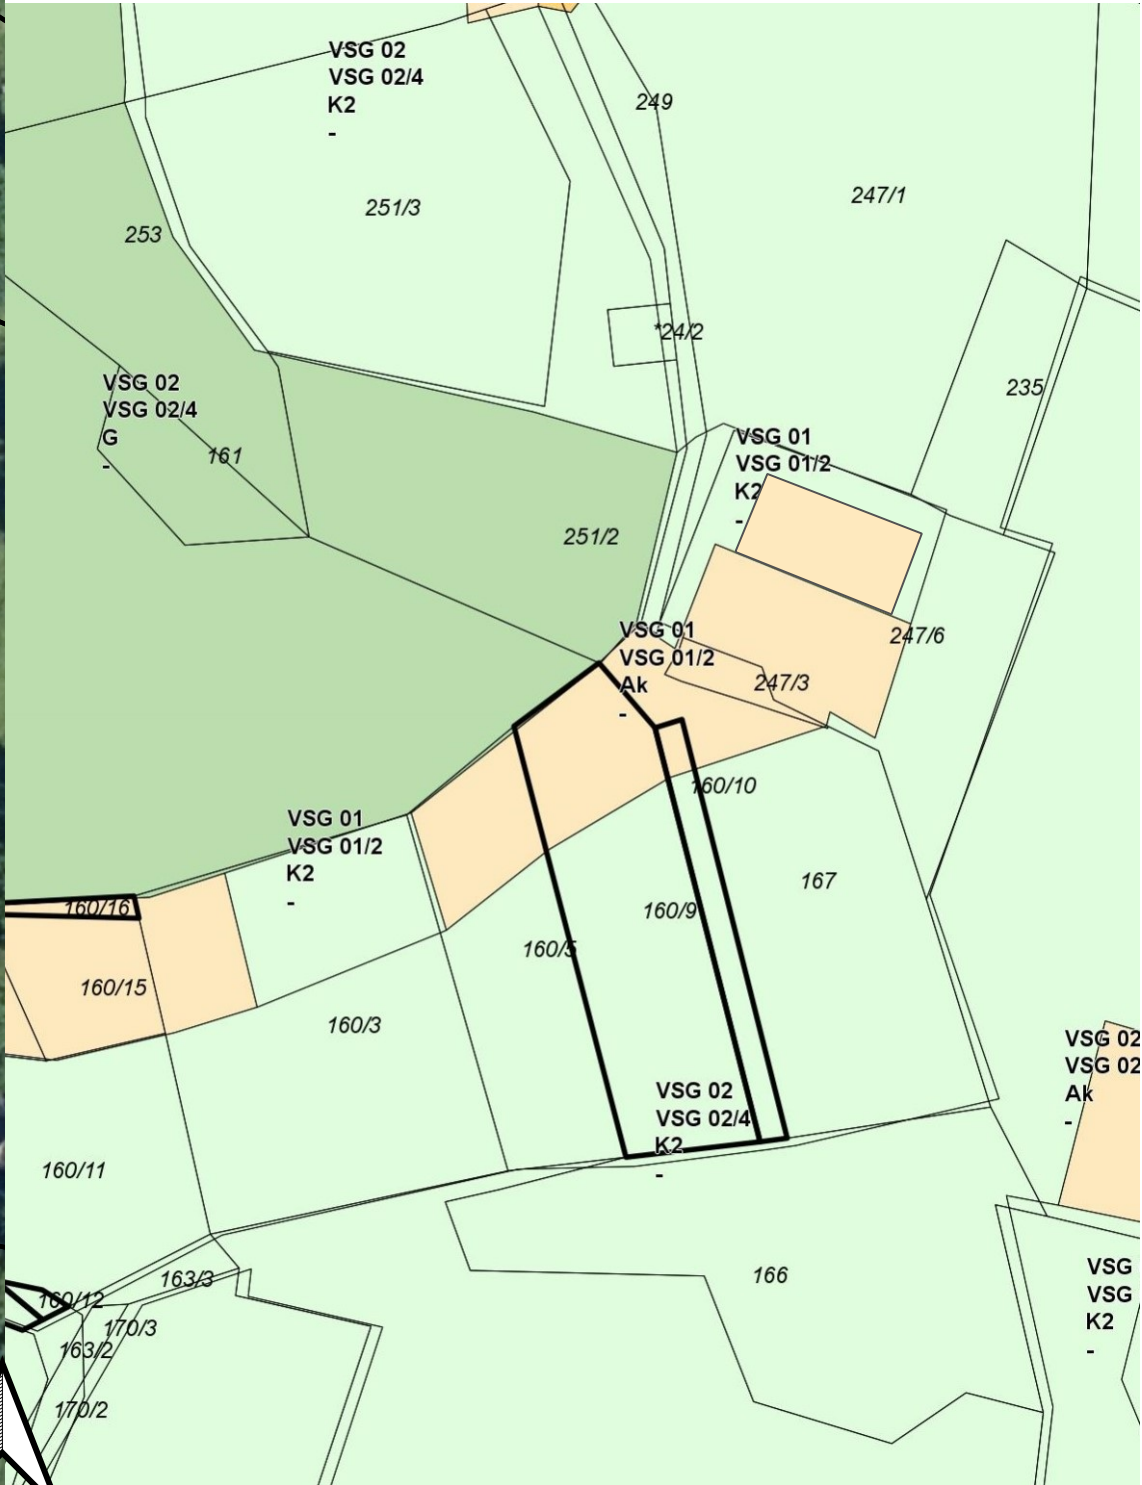 VSG 02
VSG 02/4
K2
-
249
247/1
251/3
253
*24/2
235
VSG 02
VSG 02/4
G
-
161
VSG 01
VSG 01/2
K2
-
251/2
VSG 01
VSG 01/2
Ak
-
247/6
247/3
160/10
VSG 01
VSG 01/2
K2
-
167
160/16
160/9
160/5
160/15
160/3
VSG 02
VSG 02
Ak
-
VSG 02
VSG 02/4
K2
-
160/11
166
163/3
VSG
VSG
K2
-
160/12
170/3
163/2
170/2